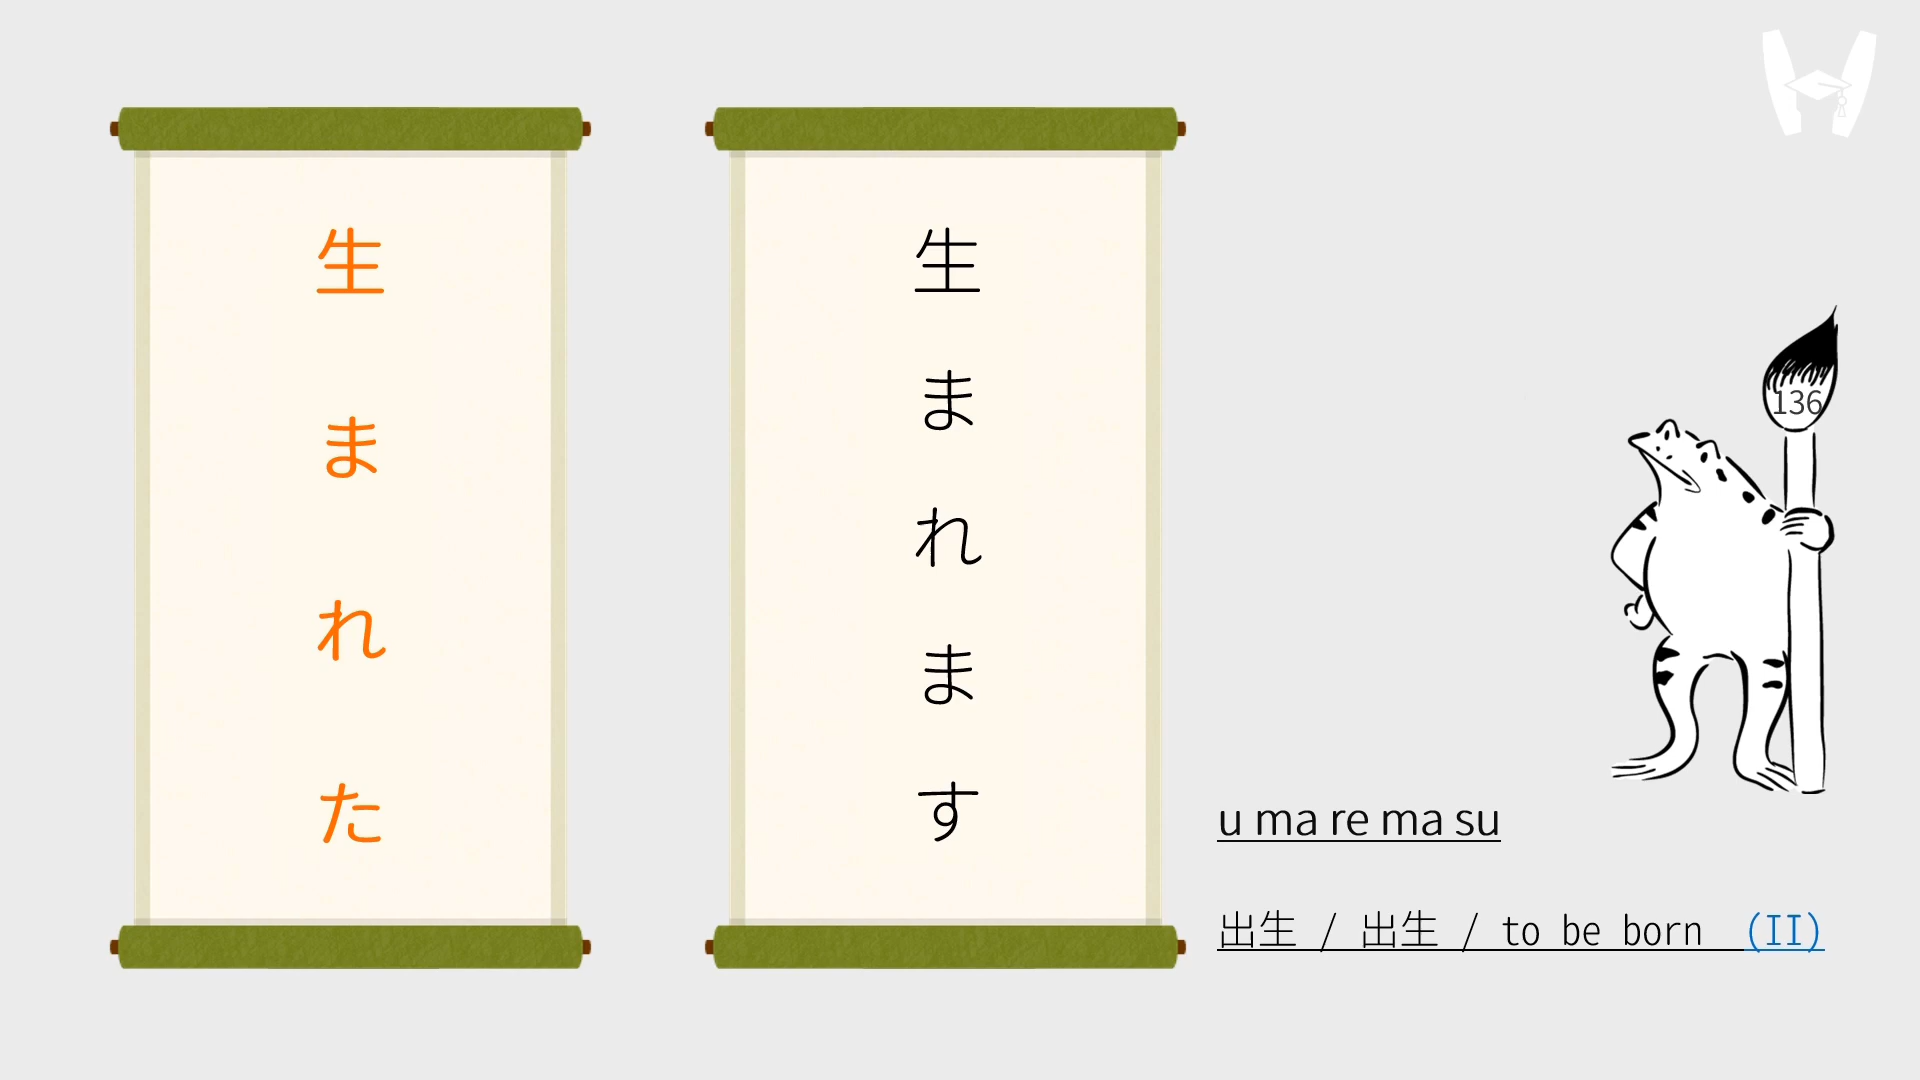 生まれた
生まれます
136
u ma re ma su
出生 / 出生 / to be born (II)